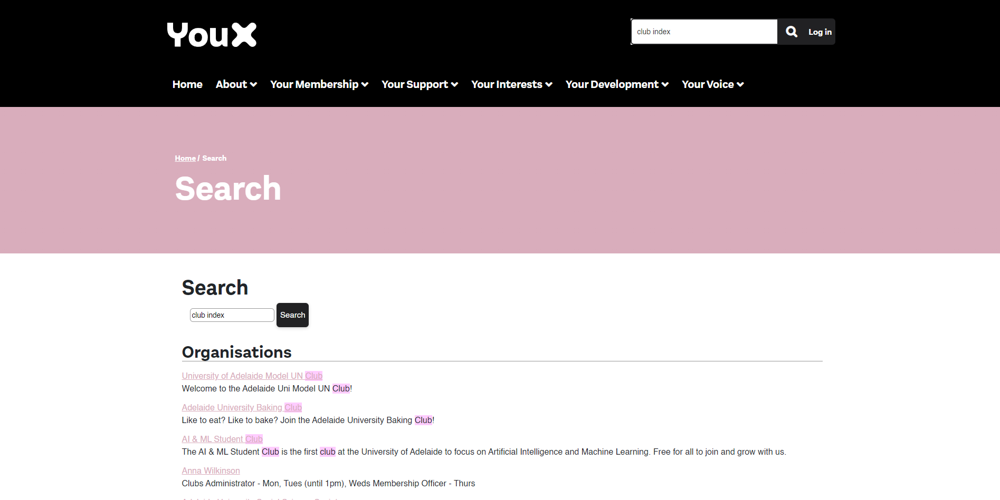 YouX
club index
Log in
Home About Your Membership Your Support Your Interests Your Development Your Voice
Home / Search
Search
Search
club index Search
Organisations
University of Adelaide Model UN Club
Welcome to the Adelaide Uni Model UN Club!
Adelaide University Baking Club
Like to eat? Like to bake? Join the Adelaide University Baking Club!
AI & ML Student Club
The AI & ML Student Club is the first club at the University of Adelaide to focus on Artificial Intelligence and Machine Learning. Free for all to join and grow with us.
Anna Wilkinson
Clubs Administrator - Mon, Tues (until 1pm), Weds Membership Officer - Thurs